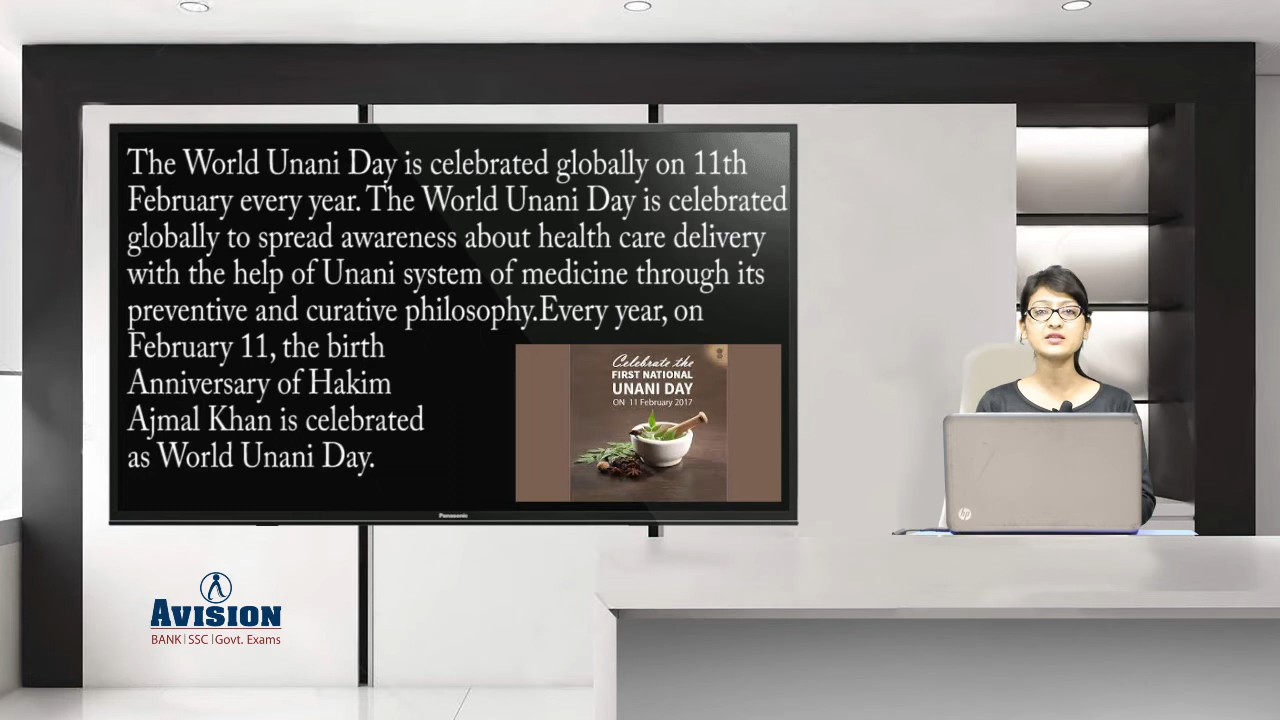 The World Unani Day is celebrated globally on 11th
February every year. The World Unani Day is celebrated
globally to spread awareness about health care delivery
with the help of Unani system of medicine through its
preventive and curative philosophy.Every year, on
February 11, the birth
Anniversary of Hakim
Ajmal Khan is celebrated
as World Unani Day.
Celebrate the
FIRST NATIONAL
UNANI DAY
ON 11 February 2017
Panasonic
hp
AVISION
BANK|SSC|Govt. Exams